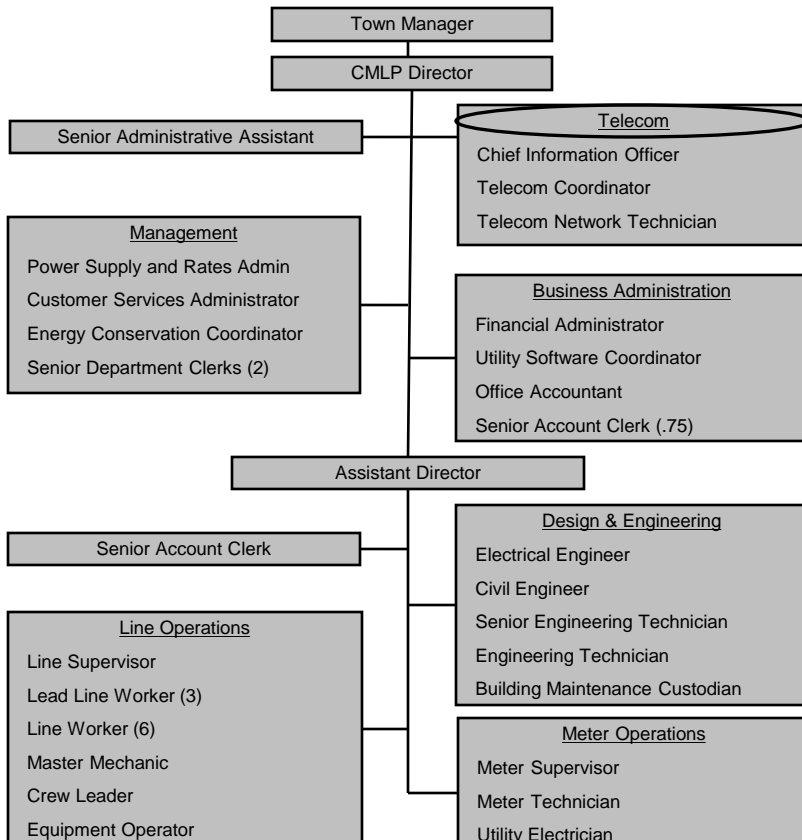 Town Manager
CMLP Director
Senior Administrative Assistant
Telecom
Chief Information Officer
Telecom Coordinator
Telecom Network Technician
Management
Power Supply and Rates Admin
Customer Services Administrator
Energy Conservation Coordinator
Senior Department Clerks (2)
Business Administration
Financial Administrator
Utility Software Coordinator
Office Accountant
Senior Account Clerk (.75)
Assistant Director
Senior Account Clerk
Design & Engineering
Electrical Engineer
Civil Engineer
Senior Engineering Technician
Engineering Technician
Building Maintenance Custodian
Line Operations
Line Supervisor
Lead Line Worker (3)
Line Worker (6)
Master Mechanic
Crew Leader
Equipment Operator
Meter Operations
Meter Supervisor
Meter Technician
Utility Electrician